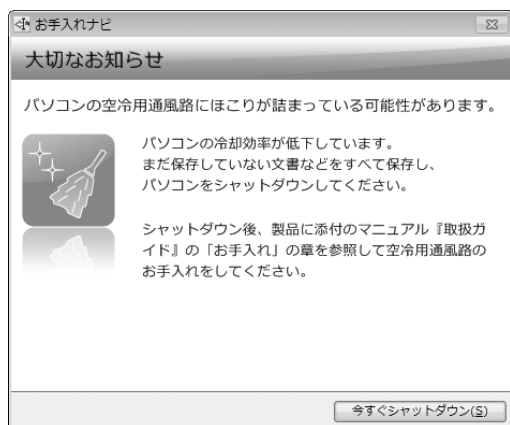 お手入れナビ
大切なお知らせ
パソコンの空冷用通風路にほこりが詰まっている可能性があります。
パソコンの冷却効率が低下しています。
まだ保存していない文書などをすべて保存し、
パソコンをシャットダウンしてください。
シャットダウン後、製品に添付のマニュアル『取扱ガ
イド』の「お手入れ」の章を参照して空冷用通風路の
お手入れをしてください。
今すぐシャットダウン(S)